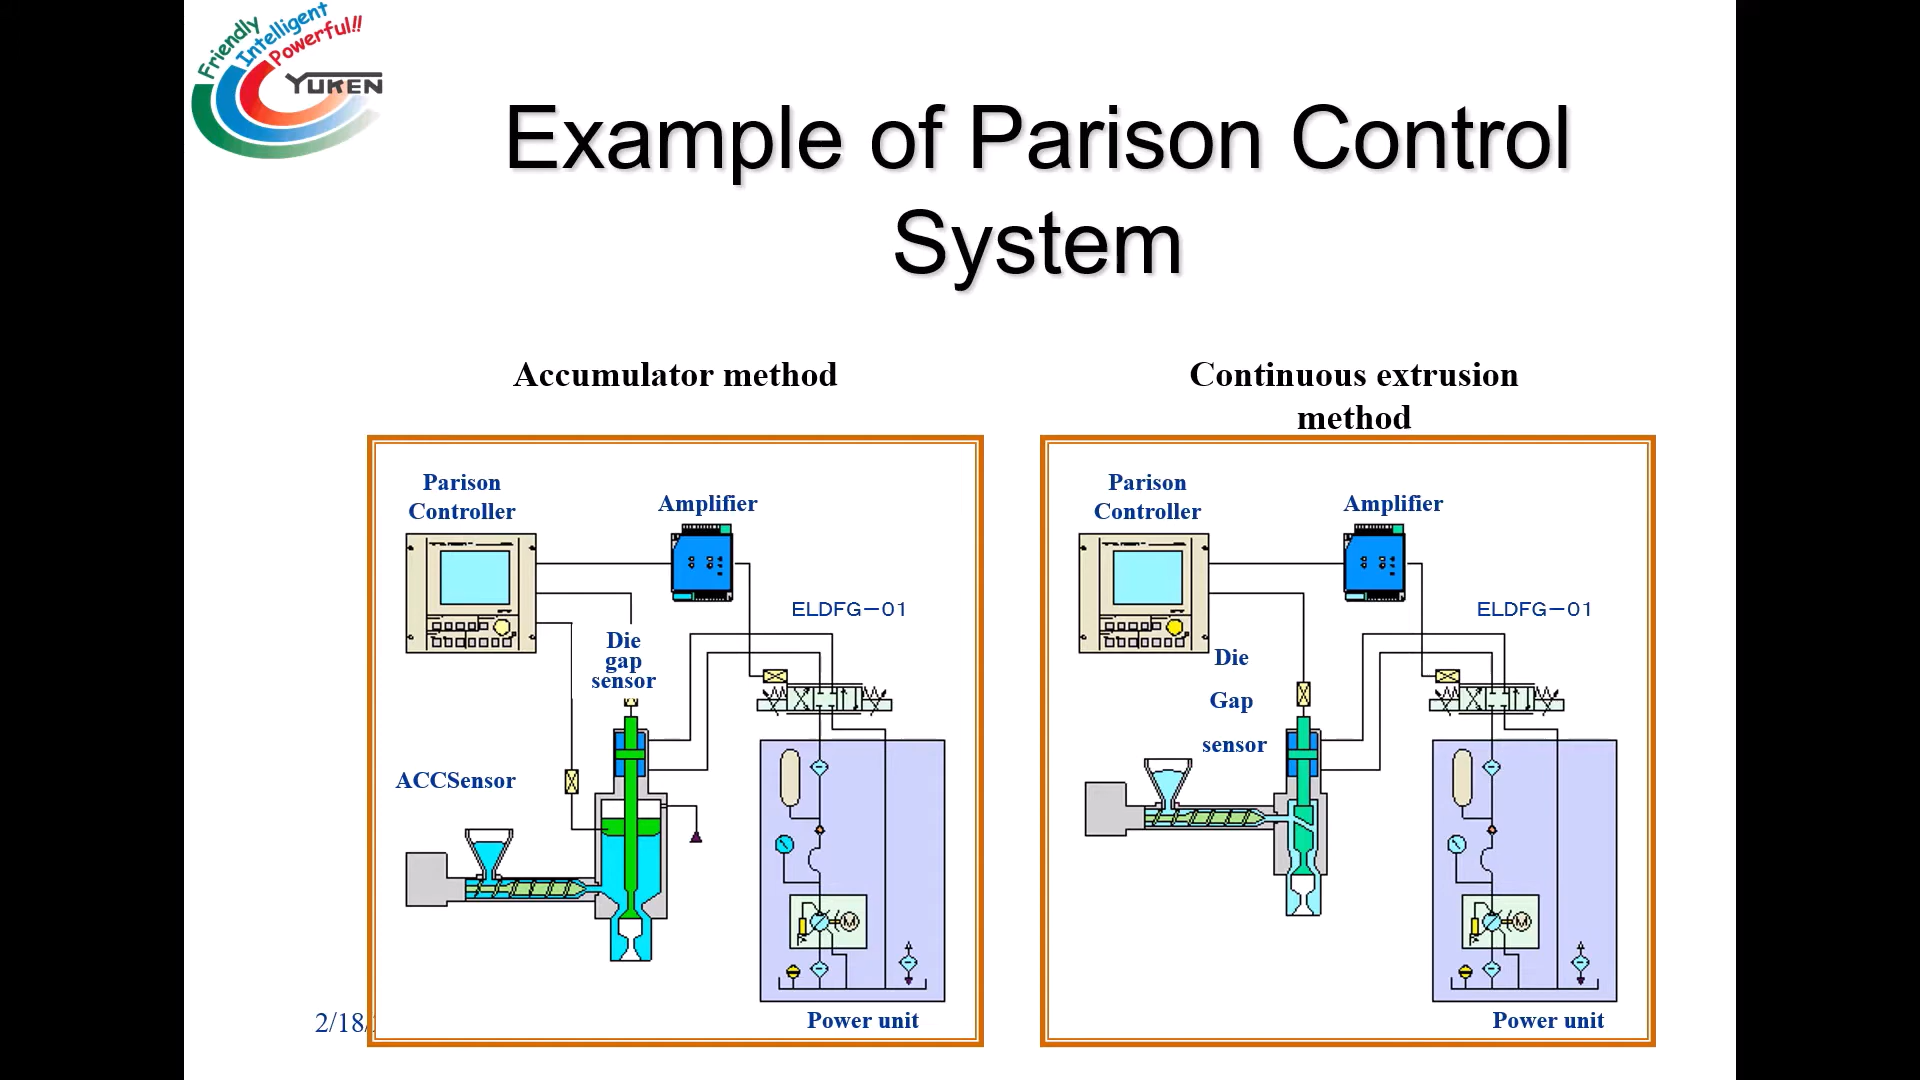 Friendly
Intelligent
Powerful!!
YUKEN
Example of Parison Control
System
Accumulator method
Parison
Controller
Amplifier
ELDFG-01
Die
gap
sensor
ACCSensor
M
Power unit
2/18/
Continuous extrusion
method
Parison
Controller
Amplifier
ELDFG-01
Die
Gap
sensor
M
Power unit